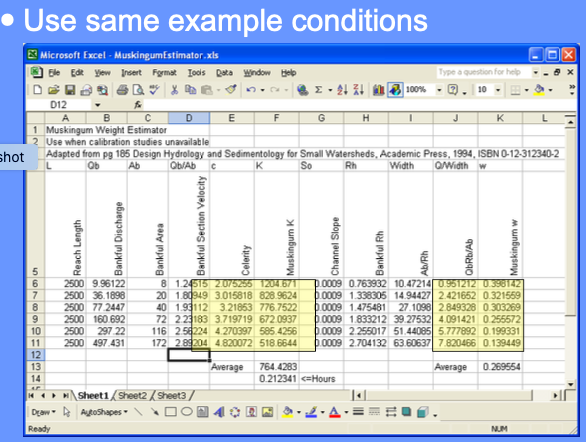 • Use same example conditions
Microsoft Excel - MuskingumEstimator.xls
File Edit View Insert Format Tools Data Window Help Type a question for help
100% 10
D12 fx
A B C D E F G H I J K L
1 Muskingum Weight Estimator
2 Use when calibration studies unavailable
3 Adapted from pg 185 Design Hydrology and Sedimentology for Small Watersheds, Academic Press, 1994, ISBN 0-12-312340-2
shot
4 L Qb Ab Qb/Ab c K So Rh Width Q/Width w
5 Reach Length Bankful Discharge Bankful Area Bankful Section Velocity Celerity Muskingum K Channel Slope Bankful Rh Ab/Rh QbRb/Ab Muskingum w
6 2500 9.96122 8 1.24515 2.075255 1204.671 0.0009 0.763932 10.47214 0.951212 0.398142
7 2500 36.1898 20 1.80949 3.015818 828.9624 0.0009 1.338305 14.94427 2.421652 0.321559
8 2500 77.2447 40 1.93112 3.21853 776.7522 0.0009 1.475481 27.1098 2.849328 0.303269
9 2500 160.692 72 2.23183 3.719719 672.0937 0.0009 1.833212 39.27532 4.091421 0.255572
10 2500 297.22 116 2.56224 4.270397 585.4256 0.0009 2.255017 51.44085 5.777892 0.199331
11 2500 497.431 172 2.89204 4.820072 518.6644 0.0009 2.704132 63.60637 7.820466 0.139449
12
13 Average 764.4283 Average 0.269554
14 0.212341 <=Hours
Sheet1 Sheet2 Sheet3
Draw AutoShapes
Ready NUM